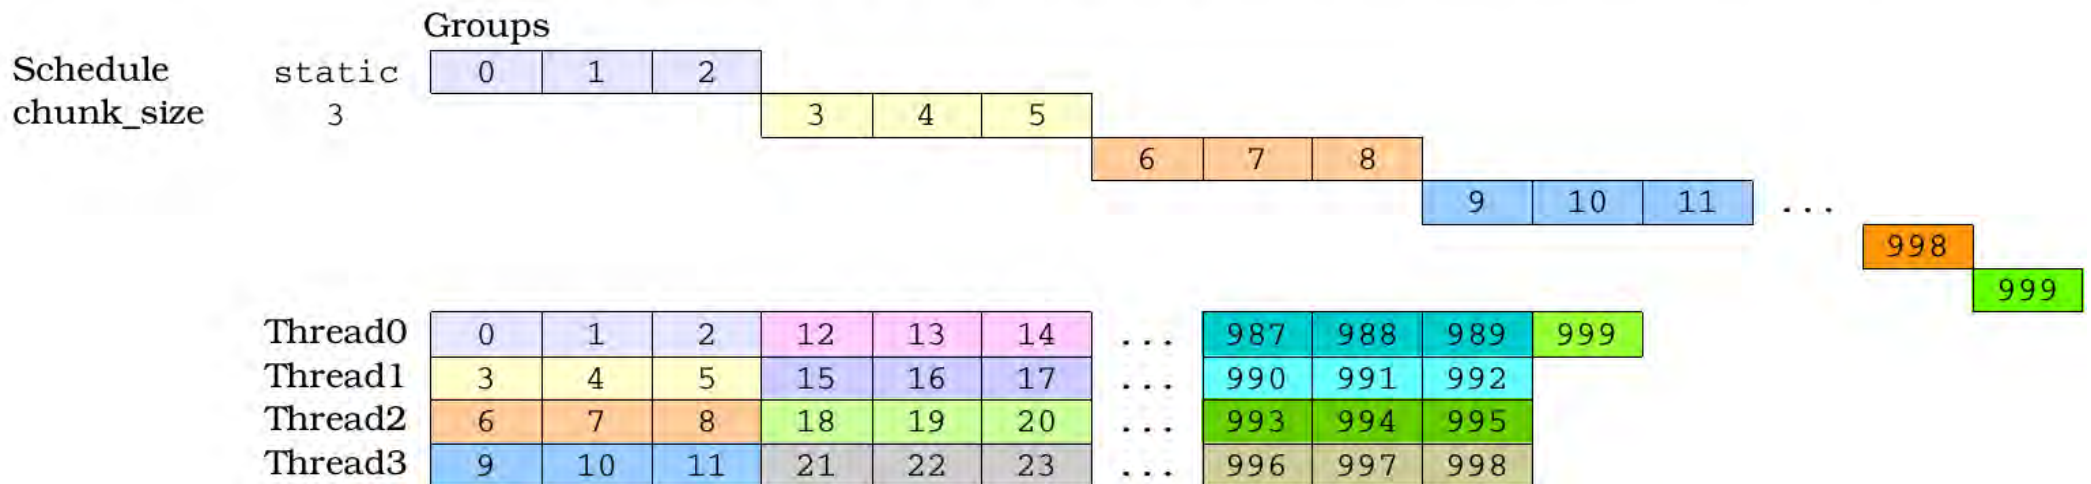 Groups
Schedule static 0 1 2
chunk_size 3 3 4 5
6 7 8
9 10 11 ...
998
999
Thread0 0 1 2 12 13 14 ... 987 988 989 999
Thread1 3 4 5 15 16 17 ... 990 991 992
Thread2 6 7 8 18 19 20 ... 993 994 995
Thread3 9 10 11 21 22 23 ... 996 997 998